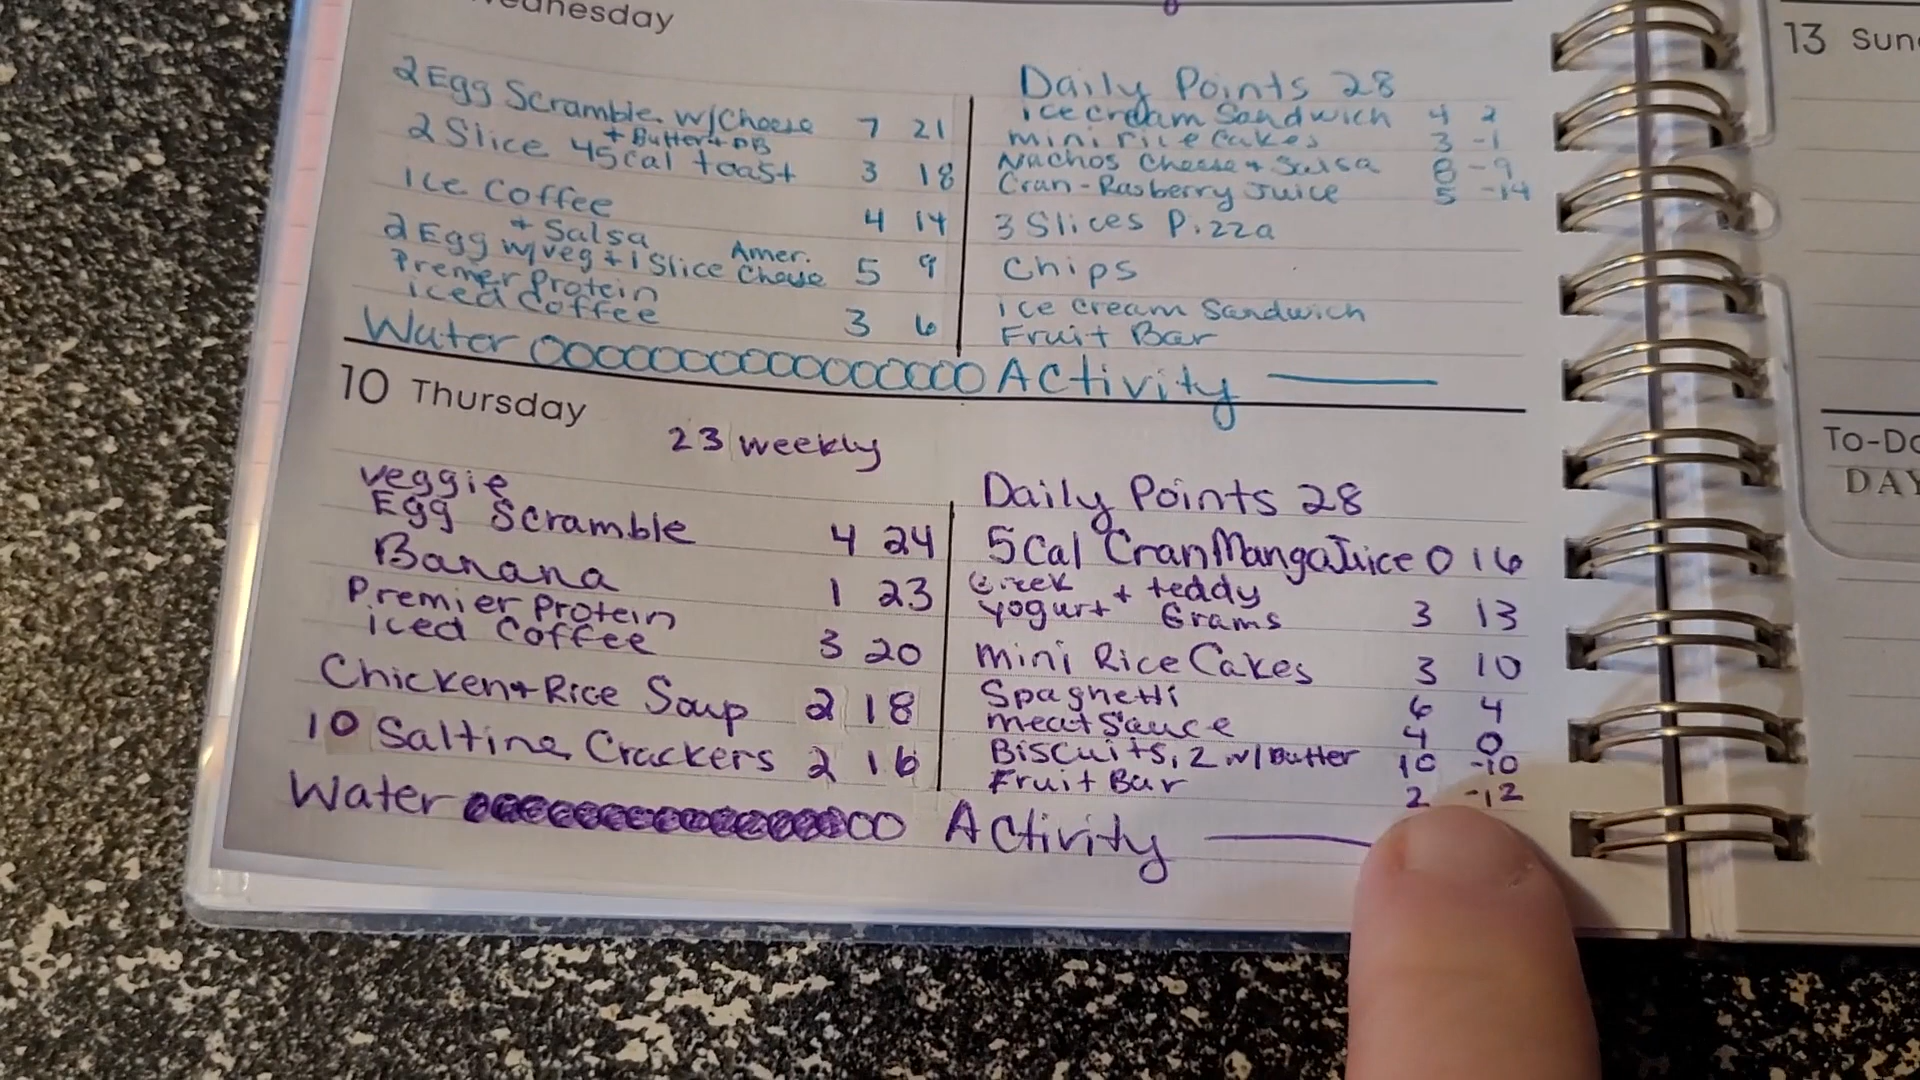 Wednesday
2 Egg Scramble w/Cheese 7 21
+ Butter + PB
2 Slice 45 Cal toast 3 18
Ice Coffee 4 14
+ Salsa
2 Egg w/veg + 1 Slice Amer. Cheese 5 9
Premer Protein
iced Coffee 3 6
Daily Points 28
ice cream Sandwich 4 2
mini rice Cakes 3 -1
Nachos Cheese + Salsa 8 -9
Cran-Rasberry Juice 5 -14
3 Slices Pizza
Chips
ice cream Sandwich
Fruit Bar
Water OOOOOOOOOOOOOOOO Activity
10 Thursday
23 weekly
veggie
Egg Scramble 4 24
Banana 1 23
Premier Protein
iced Coffee 3 20
Chicken + Rice Soup 2 18
10 Saltine Crackers 2 16
Daily Points 28
5 Cal CranMangaJuice 0 16
Greek + teddy
yogurt Grams 3 13
mini Rice Cakes 3 10
Spaghetti 6 4
meat Sauce 4 0
Biscuits, 2 w/Butter 10 -10
Fruit Bar 2 -12
Water OO Activity
13 Sun
To-Do
DAY